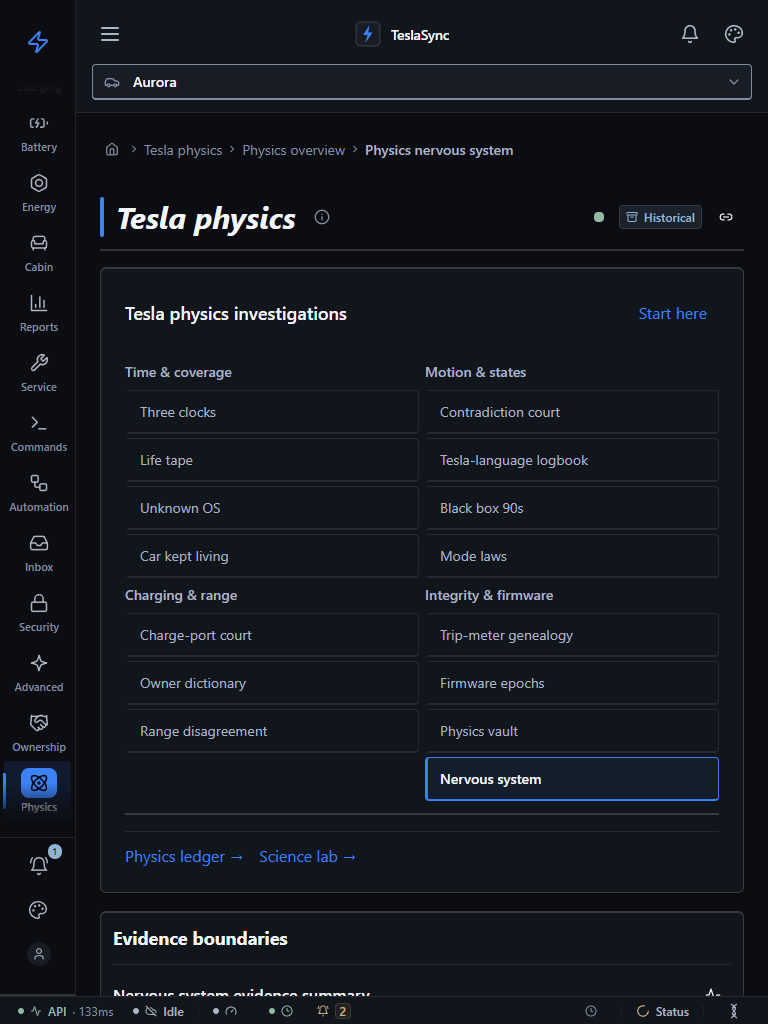 TeslaSync
Aurora
Charging
Battery
Energy
Cabin
Reports
Service
Commands
Automation
Inbox
Security
Advanced
Ownership
Physics
1
Tesla physics > Physics overview > Physics nervous system
Tesla physics
Historical
Tesla physics investigations
Start here
Time & coverage
Three clocks
Life tape
Unknown OS
Car kept living
Motion & states
Contradiction court
Tesla-language logbook
Black box 90s
Mode laws
Charging & range
Charge-port court
Owner dictionary
Range disagreement
Integrity & firmware
Trip-meter genealogy
Firmware epochs
Physics vault
Nervous system
Physics ledger → Science lab →
Evidence boundaries
Nervous system evidence summary
API · 133ms Idle 2 Status